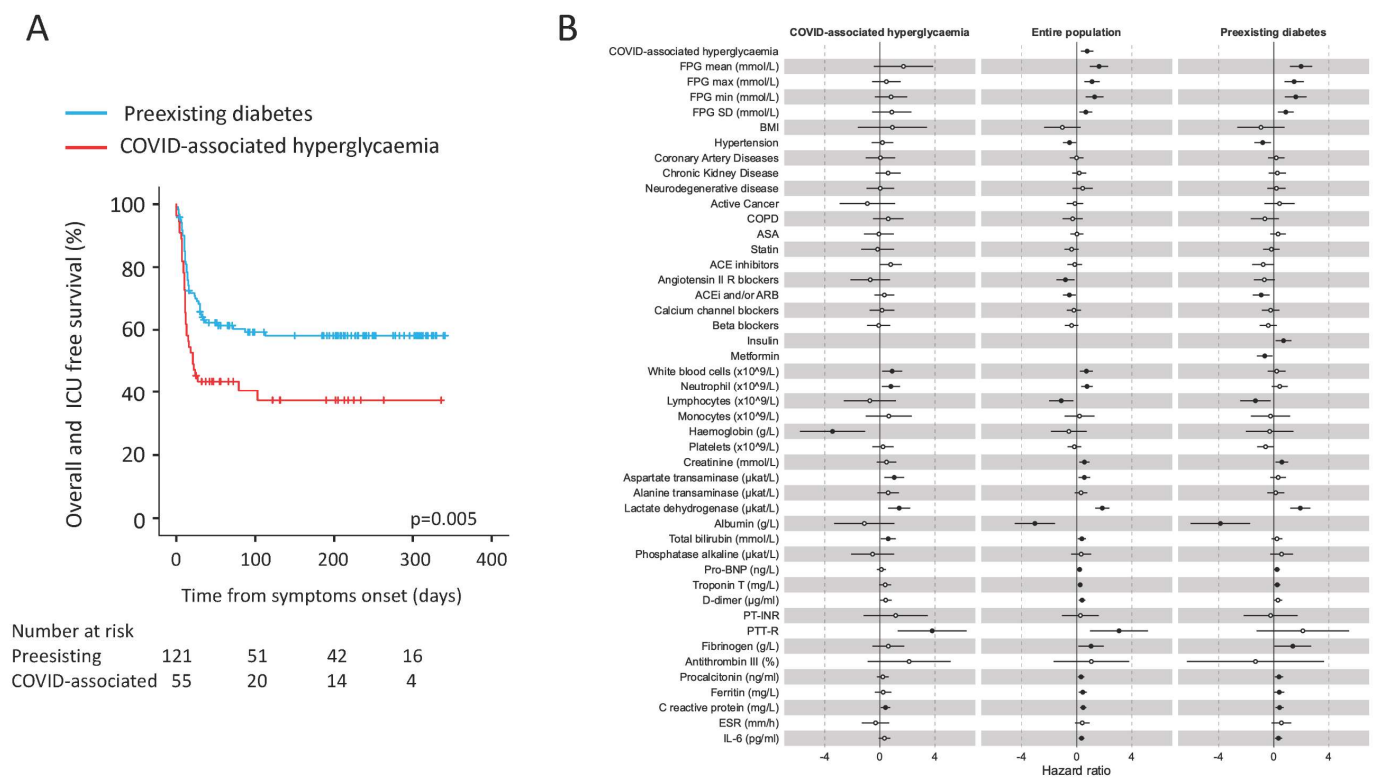 A
Preexisting diabetes
COVID-associated hyperglycaemia
Overall and ICU free survival (%)
100
80
60
40
20
0
p=0.005
0 100 200 300 400
Time from symptoms onset (days)
Number at risk
Preexisting 121 51 42 16
COVID-associated 55 20 14 4
B
COVID-associated hyperglycaemia Entire population Preexisting diabetes
COVID-associated hyperglycaemia
FPG mean (mmol/L)
FPG max (mmol/L)
FPG min (mmol/L)
FPG SD (mmol/L)
BMI
Hypertension
Coronary Artery Diseases
Chronic Kidney Disease
Neurodegenerative disease
Active Cancer
COPD
ASA
Statin
ACE inhibitors
Angiotensin II R blockers
ACEi and/or ARB
Calcium channel blockers
Beta blockers
Insulin
Metformin
White blood cells (x10^9/L)
Neutrophil (x10^9/L)
Lymphocytes (x10^9/L)
Monocytes (x10^9/L)
Haemoglobin (g/L)
Platelets (x10^9/L)
Creatinine (mmol/L)
Aspartate transaminase (µkat/L)
Alanine transaminase (µkat/L)
Lactate dehydrogenase (µkat/L)
Albumin (g/L)
Total bilirubin (mmol/L)
Phosphatase alkaline (µkat/L)
Pro-BNP (ng/L)
Troponin T (mg/L)
D-dimer (µg/ml)
PT-INR
PTT-R
Fibrinogen (g/L)
Antithrombin III (%)
Procalcitonin (ng/ml)
Ferritin (mg/L)
C reactive protein (mg/L)
ESR (mm/h)
IL-6 (pg/ml)
-4 0 4 -4 0 4 -4 0 4
Hazard ratio